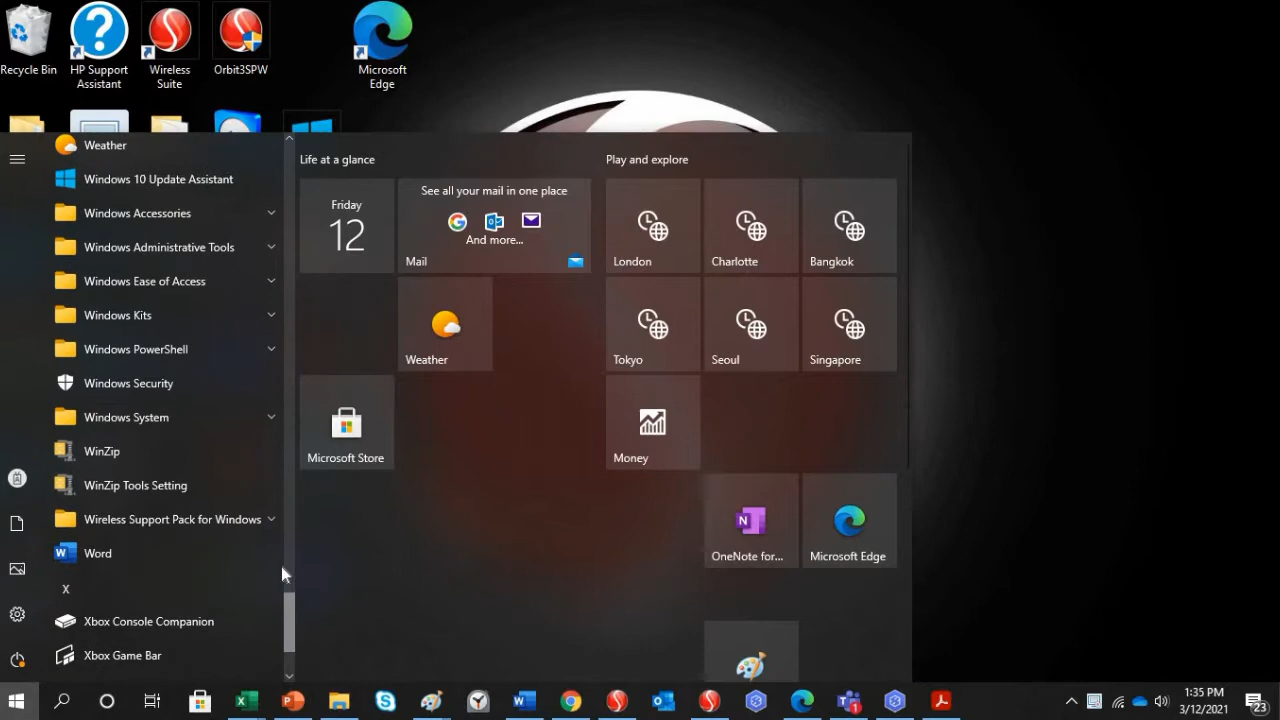 Recycle Bin
HP Support
Assistant
Wireless
Suite
Orbit3SPW
Microsoft
Edge
Weather
Windows 10 Update Assistant
Windows Accessories
Windows Administrative Tools
Windows Ease of Access
Windows Kits
Windows PowerShell
Windows Security
Windows System
WinZip
WinZip Tools Setting
Wireless Support Pack for Windows
Word
X
Xbox Console Companion
Xbox Game Bar
Life at a glance
Friday
12
See all your mail in one place
And more...
Mail
Weather
Microsoft Store
Play and explore
London
Charlotte
Bangkok
Tokyo
Seoul
Singapore
Money
OneNote for...
Microsoft Edge
1:35 PM
3/12/2021
23